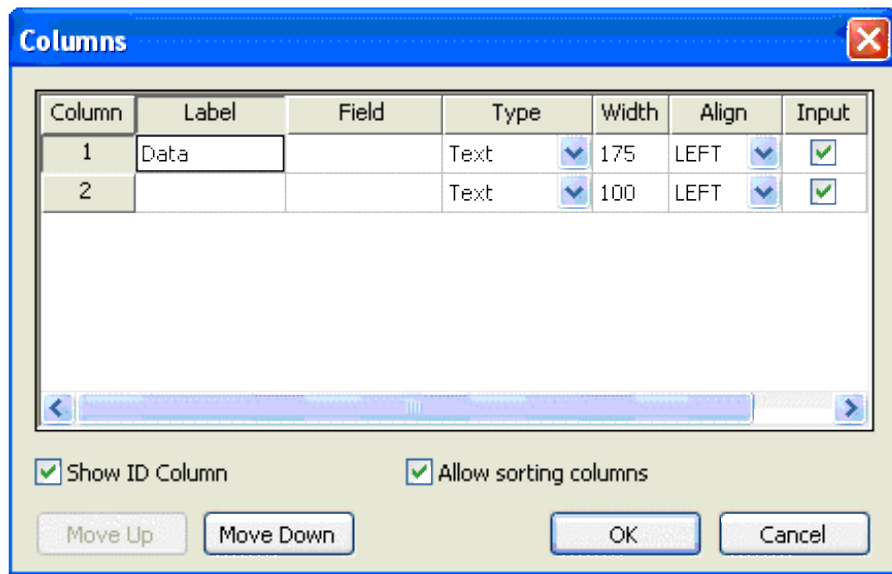 Columns
Column Label Field Type Width Align Input
1 Data Text 175 LEFT
2 Text 100 LEFT
Show ID Column Allow sorting columns
Move Up Move Down OK Cancel